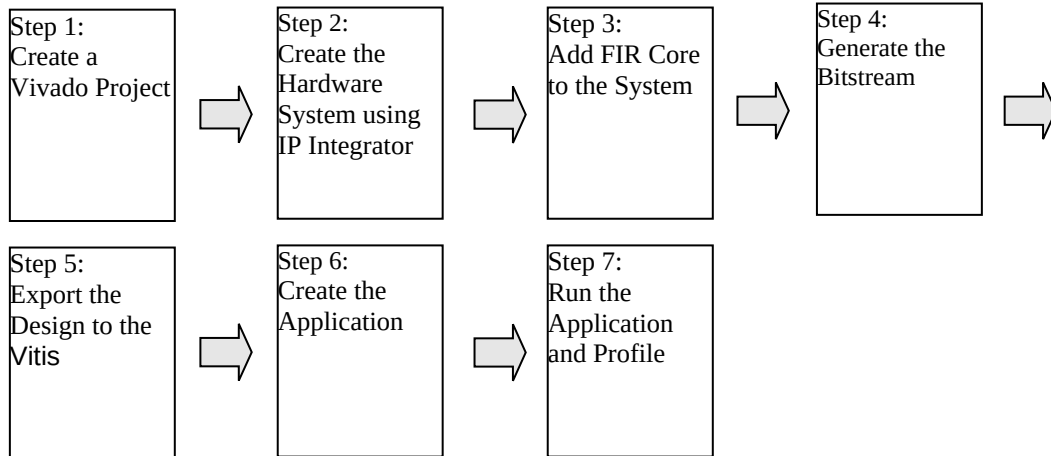 Step 1:
Create a
Vivado Project
Step 2:
Create the
Hardware
System using
IP Integrator
Step 3:
Add FIR Core
to the System
Step 4:
Generate the
Bitstream
Step 5:
Export the
Design to the
Vitis
Step 6:
Create the
Application
Step 7:
Run the
Application
and Profile